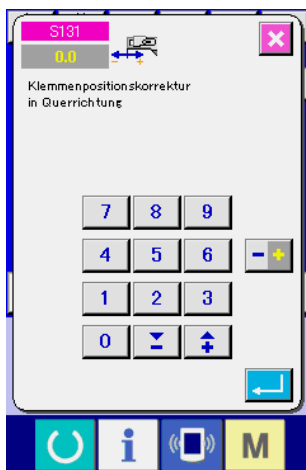 S131
0.0
- +
Klemmenpositionskorrektur
in Querrichtung
7 8 9
4 5 6 - +
1 2 3
0
i M